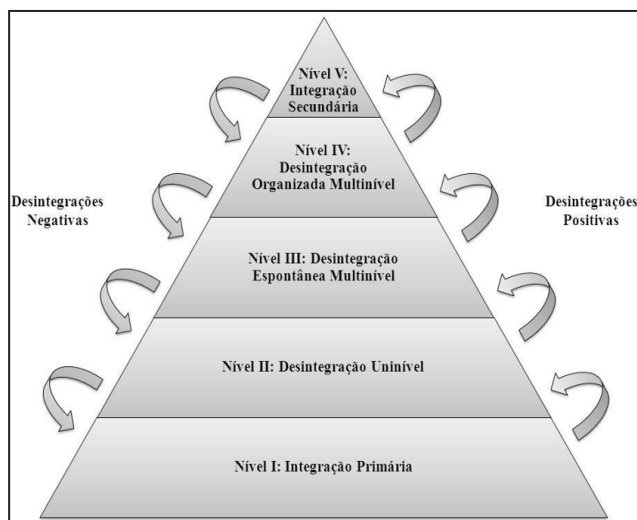 Nível V:
Integração
Secundária
Nível IV:
Desintegração
Organizada Multinível
Desintegrações
Negativas
Desintegrações
Positivas
Nível III: Desintegração
Espontânea Multinível
Nível II: Desintegração Uninível
Nível I: Integração Primária